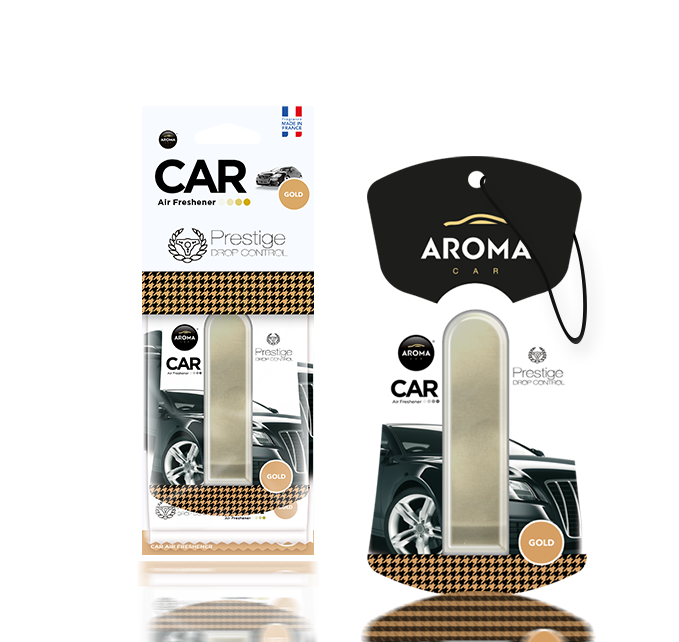 Fragrance
MADE IN
FRANCE
AROMA
CAR
Air Freshener
GOLD
Prestige
DROP CONTROL
AROMA
CAR
Air Freshener
Prestige
DROP CONTROL
GOLD
Air Freshener
CAR AIR FRESHENER
AROMA
CAR
AROMA
CAR
Air Freshener
Prestige
DROP CONTROL
GOLD